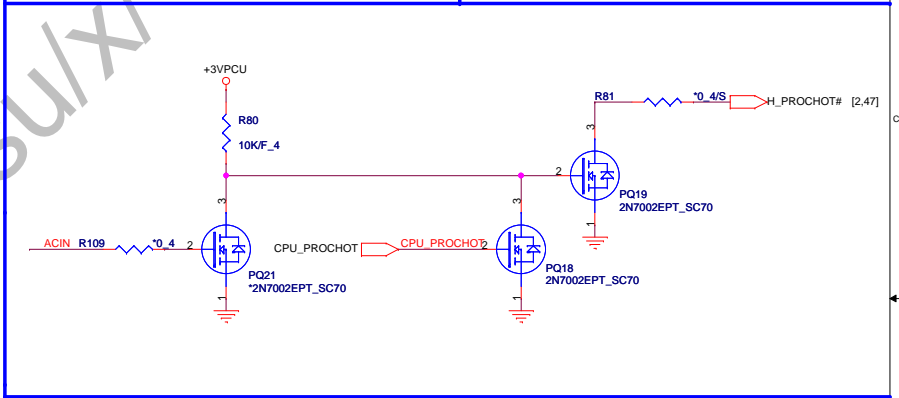 su/x/
+3VPCU
R80
10K/F_4
R81
*0_4/S
H_PROCHOT# [2,47]
C
3
2
PQ19
2N7002EPT_SC70
1
3
3
ACIN
R109
*0_4
2
CPU_PROCHOT
CPU_PROCHOT
2
PQ21
*2N7002EPT_SC70
PQ18
2N7002EPT_SC70
1
1